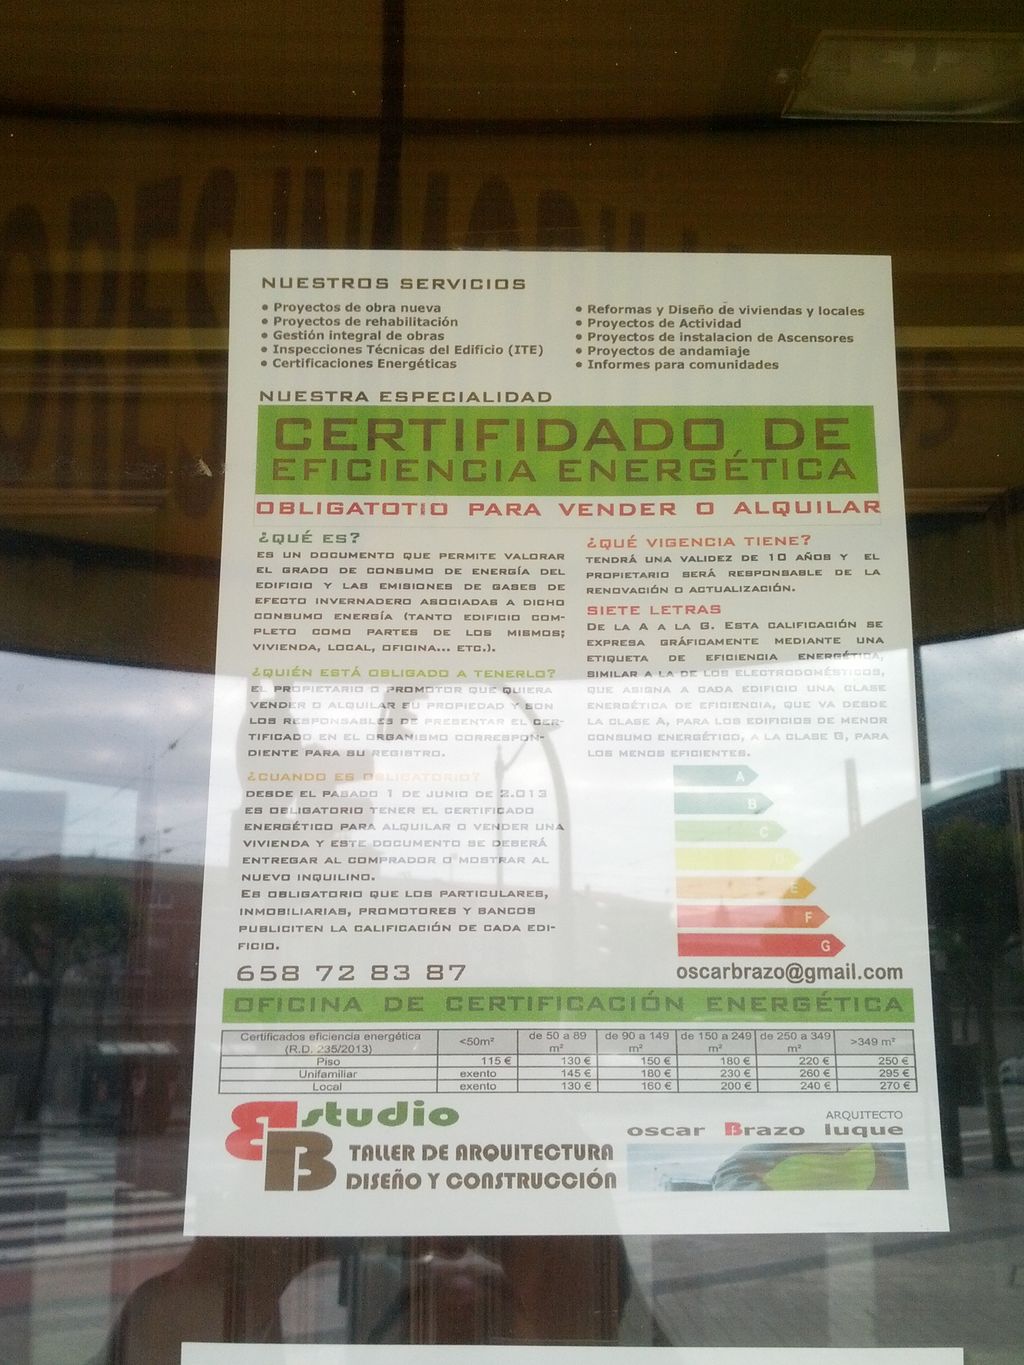 NUESTROS SERVICIOS
• Proyectos de obra nueva
• Proyectos de rehabilitación
• Gestión integral de obras
• Inspecciones Técnicas del Edificio (ITE)
• Certificaciones Energéticas
• Reformas y Diseño de viviendas y locales
• Proyectos de Actividad
• Proyectos de instalacion de Ascensores
• Proyectos de andamiaje
• Informes para comunidades
NUESTRA ESPECIALIDAD
CERTIFIDADO DE
EFICIENCIA ENERGÉTICA
OBLIGATOTIO PARA VENDER O ALQUILAR
¿QUÉ ES?
ES UN DOCUMENTO QUE PERMITE VALORAR
EL GRADO DE CONSUMO DE ENERGÍA DEL
EDIFICIO Y LAS EMISIONES DE GASES DE
EFECTO INVERNADERO ASOCIADAS A DICHO
CONSUMO ENERGÍA (TANTO EDIFICIO COM-
PLETO COMO PARTES DE LOS MISMOS;
VIVIENDA, LOCAL, OFICINA... ETC.).
¿QUIÉN ESTÁ OBLIGADO A TENERLO?
EL PROPIETARIO O PROMOTOR QUE QUIERA
VENDER O ALQUILAR SU PROPIEDAD Y SON
LOS RESPONSABLES DE PRESENTAR EL CER-
TIFICADO EN EL ORGANISMO CORRESPON-
DIENTE PARA SU REGISTRO.
¿CUANDO ES OBLIGATORIO?
DESDE EL PASADO 1 DE JUNIO DE 2.013
ES OBLIGATORIO TENER EL CERTIFICADO
ENERGÉTICO PARA ALQUILAR O VENDER UNA
VIVIENDA Y ESTE DOCUMENTO SE DEBERÁ
ENTREGAR AL COMPRADOR O MOSTRAR AL
NUEVO INQUILINO.
ES OBLIGATORIO QUE LOS PARTICULARES,
INMOBILIARIAS, PROMOTORES Y BANCOS
PUBLICITEN LA CALIFICACIÓN DE CADA EDI-
FICIO.
658 72 83 87
¿QUÉ VIGENCIA TIENE?
TENDRÁ UNA VALIDEZ DE 10 AÑOS Y EL
PROPIETARIO SERÁ RESPONSABLE DE LA
RENOVACIÓN O ACTUALIZACIÓN.
SIETE LETRAS
DE LA A LA G. ESTA CALIFICACIÓN SE
EXPRESA GRÁFICAMENTE MEDIANTE UNA
ETIQUETA DE EFICIENCIA ENERGÉTICA,
SIMILAR A LA DE LOS ELECTRODOMÉSTICOS,
QUE ASIGNA A CADA EDIFICIO UNA CLASE
ENERGÉTICA DE EFICIENCIA, QUE VA DESDE
LA CLASE A, PARA LOS EDIFICIOS DE MENOR
CONSUMO ENERGÉTICO, A LA CLASE G, PARA
LOS MENOS EFICIENTES.
A
B
C
D
E
F
G
oscarbrazo@gmail.com
OFICINA DE CERTIFICACIÓN ENERGÉTICA
Certificados eficiencia energética (R.D. 235/2013) <50m² de 50 a 89 m² de 90 a 149 m² de 150 a 249 m² de 250 a 349 m² >349 m²
Piso 115 € 130 € 150 € 180 € 220 € 250 €
Unifamiliar exento 145 € 180 € 230 € 260 € 295 €
Local exento 130 € 160 € 200 € 240 € 270 €
Estudio
B TALLER DE ARQUITECTURA
DISEÑO Y CONSTRUCCIÓN
ARQUITECTO
oscar Brazo luque